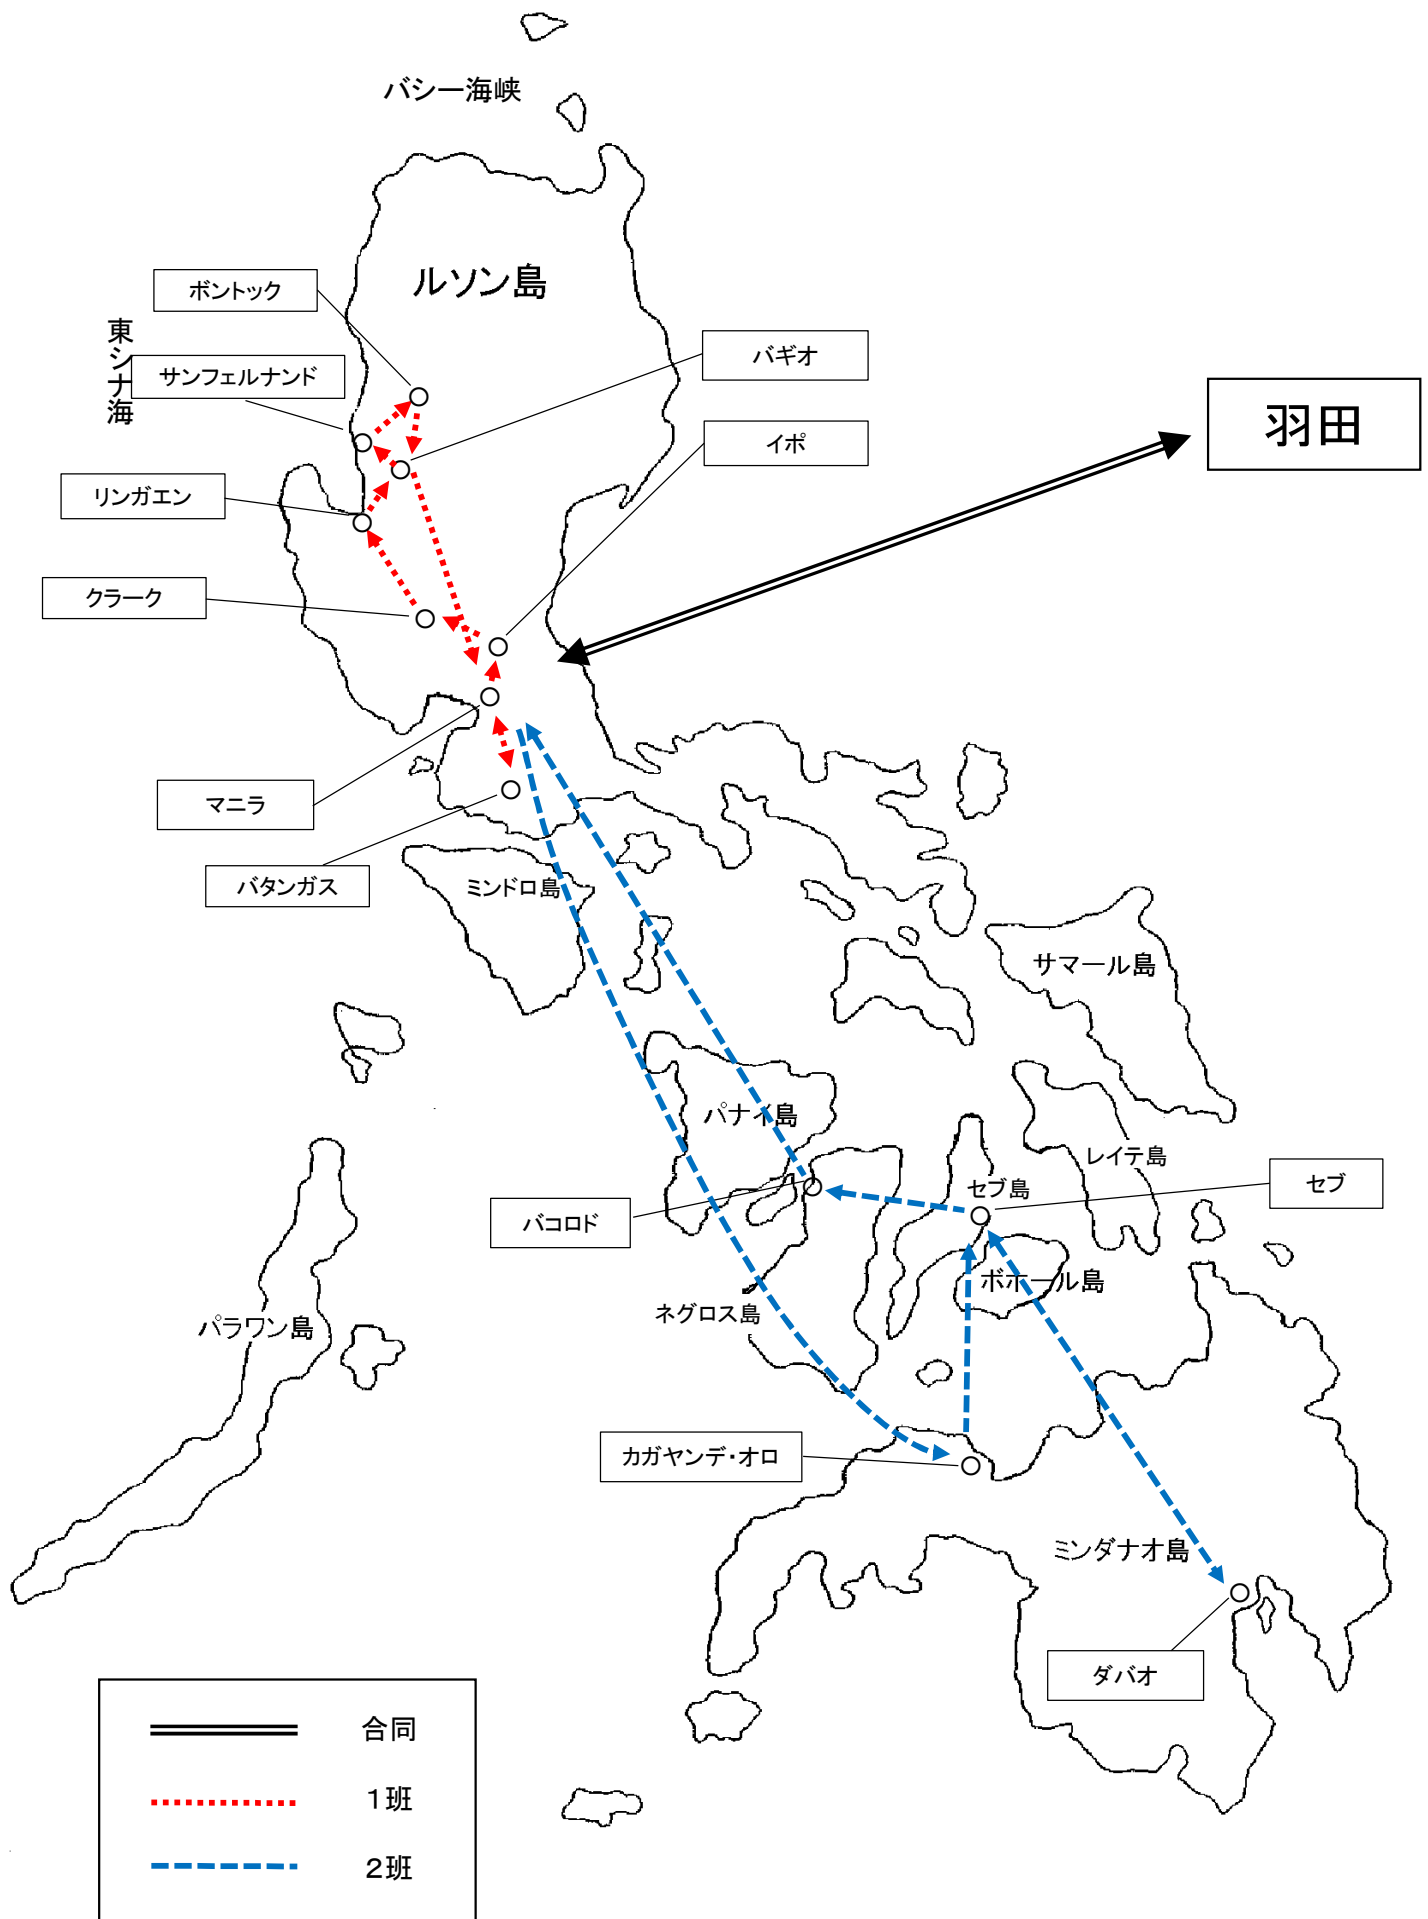 バシー海峡
ルソン島
ボントック
東シナ海
サンフェルナンド
バギオ
羽田
イポ
リンガエン
クラーク
マニラ
バタンガス
ミンドロ島
サマール島
パナイ島
レイテ島
セブ島
セブ
バコロド
ボホール島
ネグロス島
パラワン島
カガヤンデ・オロ
ミンダナオ島
ダバオ
合同
１班
２班